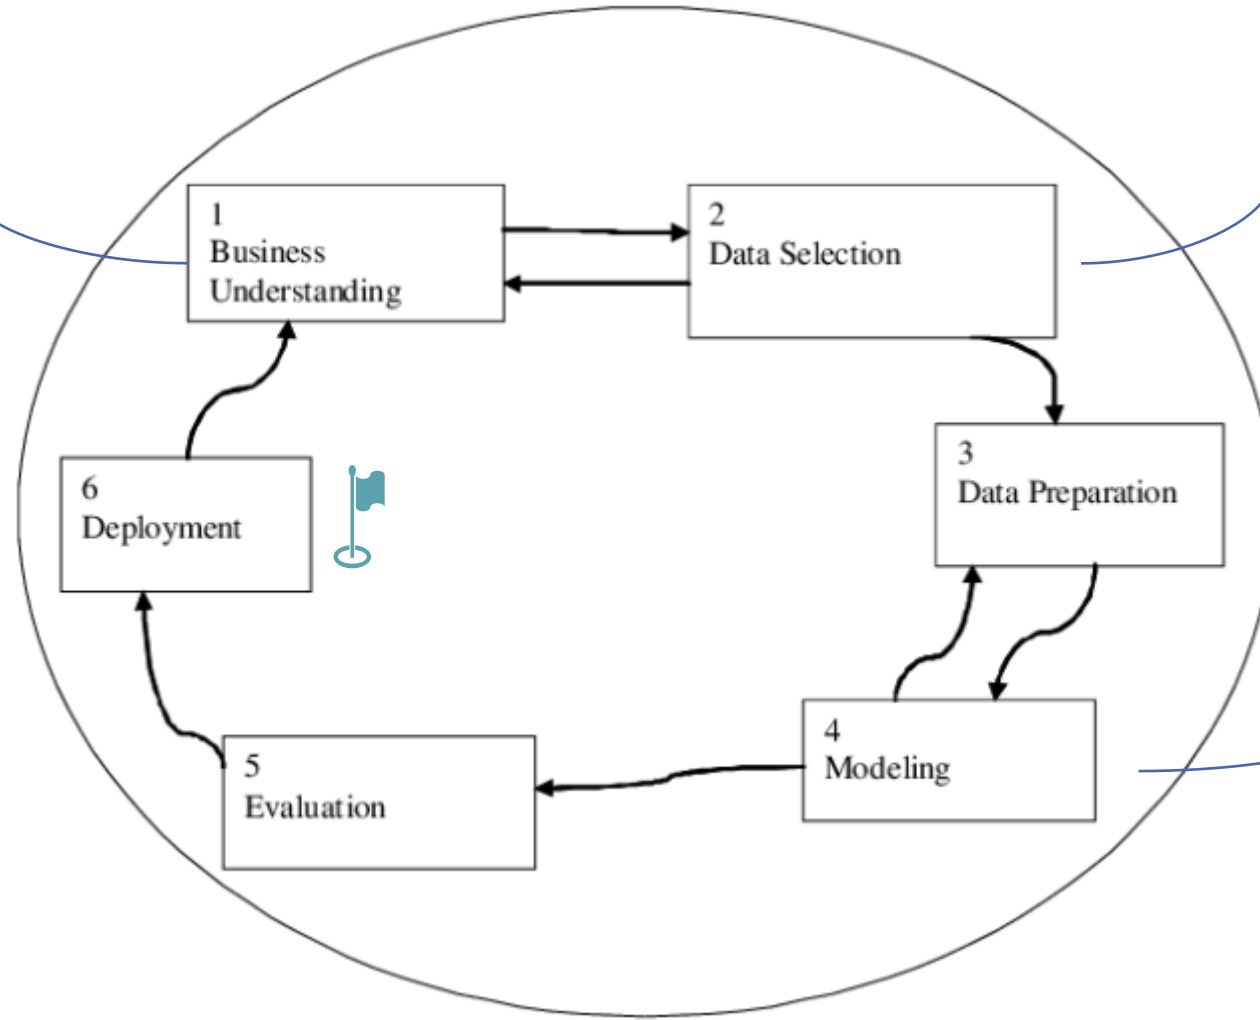 1
Business
Understanding
2
Data Selection
3
Data Preparation
4
Modeling
5
Evaluation
6
Deployment